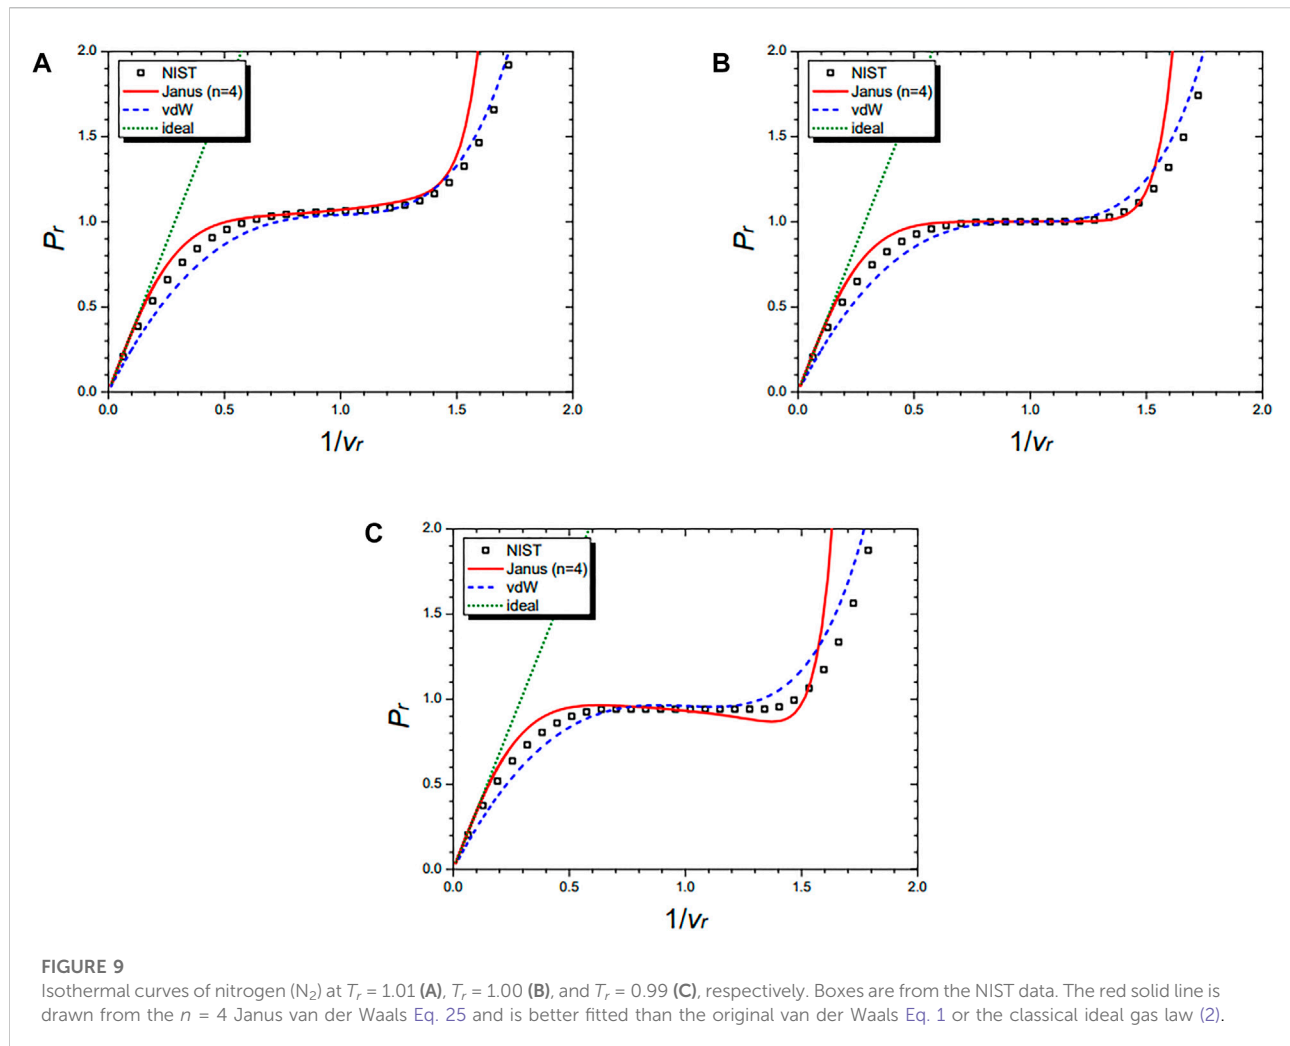 A
2.0
1.5
1.0
0.5
0.0
NIST
Janus (n=4)
vdW
ideal
Pr
0.0 0.5 1.0 1.5 2.0
1/vr
B
2.0
1.5
1.0
0.5
0.0
NIST
Janus (n=4)
vdW
ideal
Pr
0.0 0.5 1.0 1.5 2.0
1/vr
C
2.0
1.5
1.0
0.5
0.0
NIST
Janus (n=4)
vdW
ideal
Pr
0.0 0.5 1.0 1.5 2.0
1/vr
FIGURE 9
Isothermal curves of nitrogen (N₂) at Tr = 1.01 (A), Tr = 1.00 (B), and Tr = 0.99 (C), respectively. Boxes are from the NIST data. The red solid line is
drawn from the n = 4 Janus van der Waals Eq. 25 and is better fitted than the original van der Waals Eq. 1 or the classical ideal gas law (2).